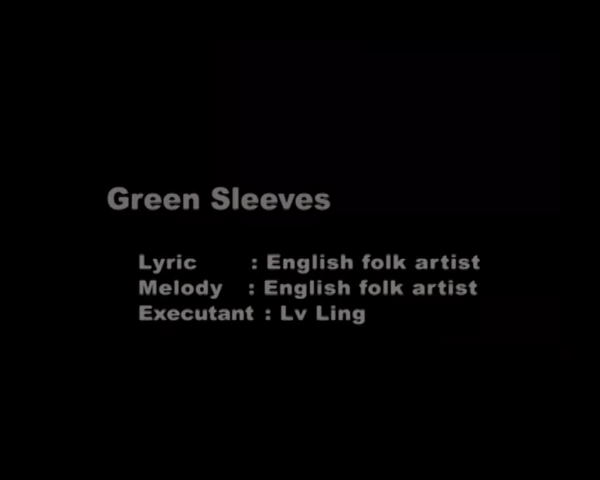 Green Sleeves
Lyric : English folk artist
Melody : English folk artist
Executant : Lv Ling